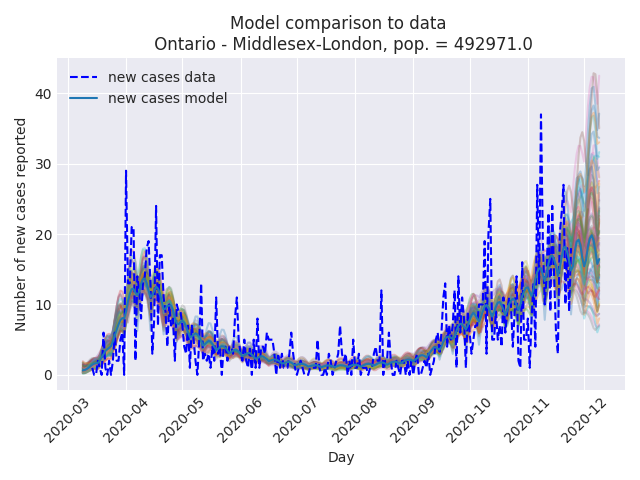 Model comparison to data
Ontario - Middlesex-London, pop. = 492971.0
new cases data
new cases model
Number of new cases reported
40
30
20
10
0
2020-03
2020-04
2020-05
2020-06
2020-07
2020-08
2020-09
2020-10
2020-11
2020-12
Day